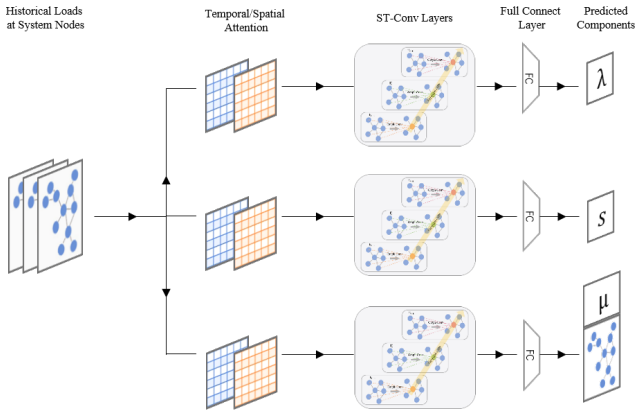 Historical Loads
at System Nodes
Temporal/Spatial
Attention
ST-Conv Layers
Full Connect
Layer
Predicted
Components
FC
λ
FC
S
FC
μ